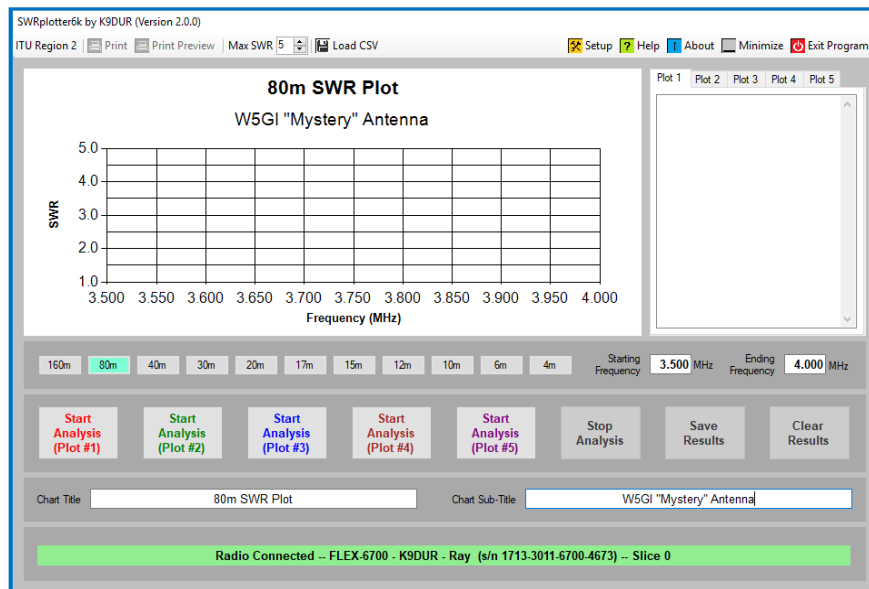 SWRplotter6k by K9DUR (Version 2.0.0)
ITU Region 2 Print Print Preview Max SWR 5 Load CSV Setup ? Help i About Minimize Exit Program
80m SWR Plot
W5GI "Mystery" Antenna
5.0
4.0
3.0
2.0
1.0
SWR
3.500 3.550 3.600 3.650 3.700 3.750 3.800 3.850 3.900 3.950 4.000
Frequency (MHz)
Plot 1 Plot 2 Plot 3 Plot 4 Plot 5
160m 80m 40m 30m 20m 17m 15m 12m 10m 6m 4m
Starting
Frequency
3.500 MHz
Ending
Frequency
4.000 MHz
Start
Analysis
(Plot #1)
Start
Analysis
(Plot #2)
Start
Analysis
(Plot #3)
Start
Analysis
(Plot #4)
Start
Analysis
(Plot #5)
Stop
Analysis
Save
Results
Clear
Results
Chart Title 80m SWR Plot Chart Sub-Title W5GI "Mystery" Antenna
Radio Connected -- FLEX-6700 - K9DUR - Ray (s/n 1713-3011-6700-4673) -- Slice 0